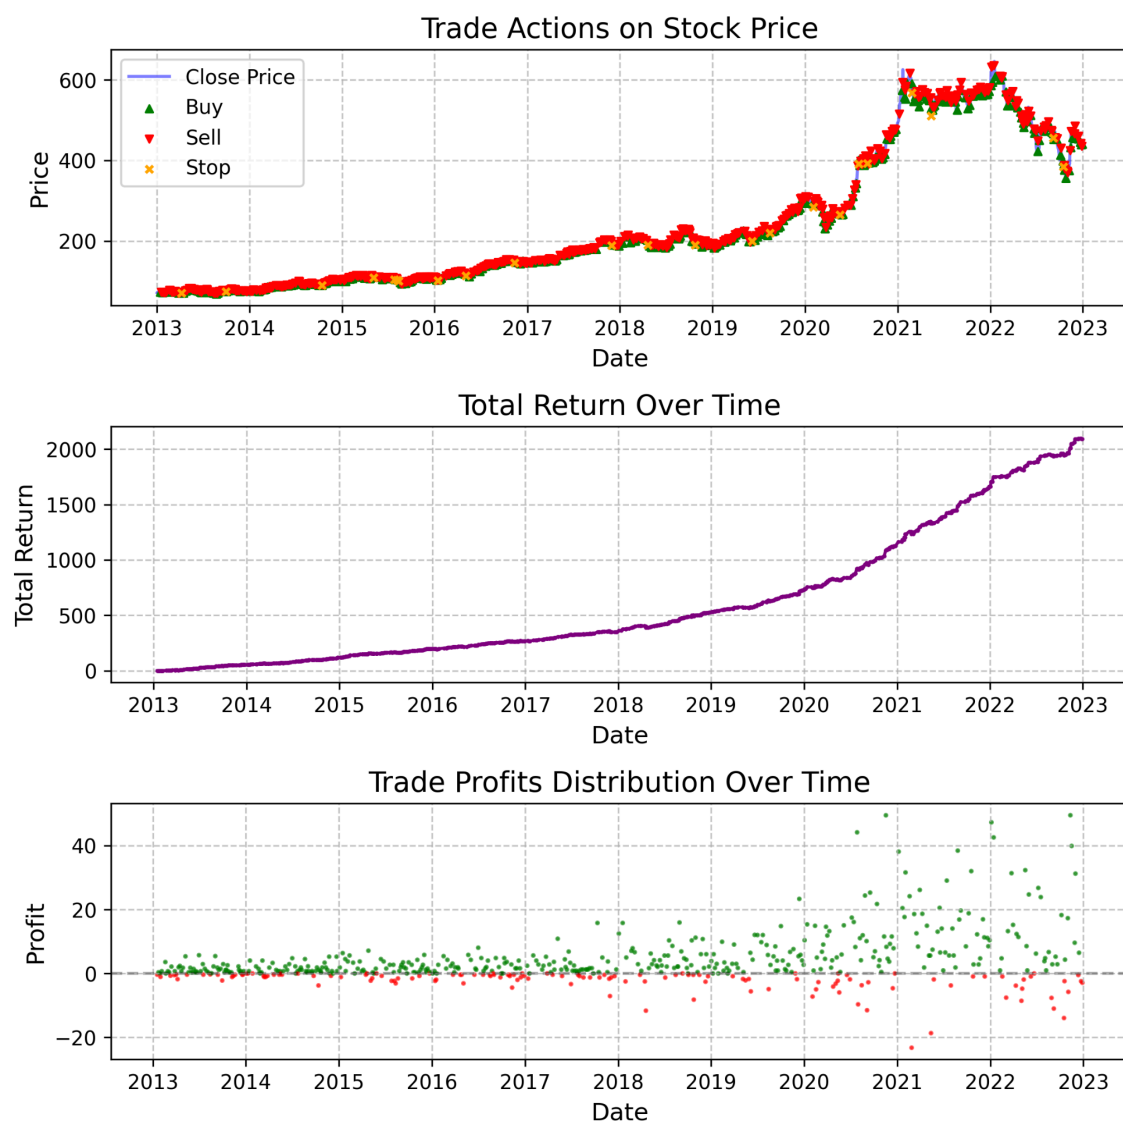 Trade Actions on Stock Price
Close Price
Buy
Sell
Stop
600
400
200
Price
2013 2014 2015 2016 2017 2018 2019 2020 2021 2022 2023
Date
Total Return Over Time
2000
1500
1000
500
0
Total Return
2013 2014 2015 2016 2017 2018 2019 2020 2021 2022 2023
Date
Trade Profits Distribution Over Time
40
20
0
−20
Profit
2013 2014 2015 2016 2017 2018 2019 2020 2021 2022 2023
Date